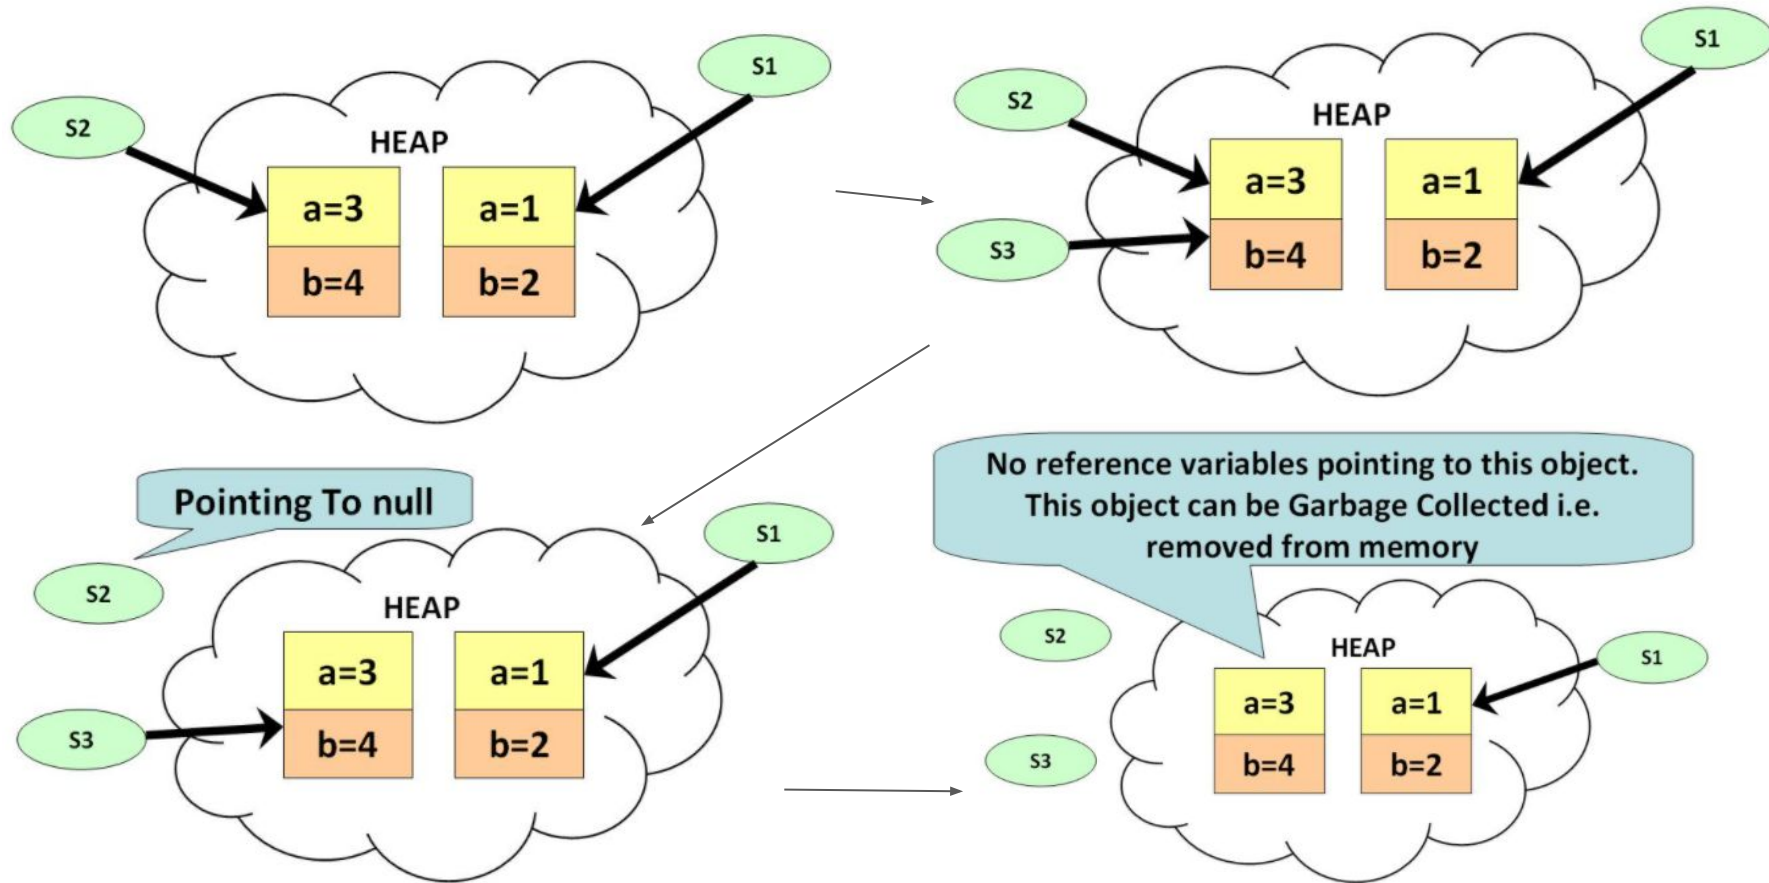 S1
S2
HEAP
a=3 a=1
b=4 b=2
S1
S2
HEAP
a=3 a=1
S3
b=4 b=2
Pointing To null
S1
S2
HEAP
a=3 a=1
S3
b=4 b=2
No reference variables pointing to this object.
This object can be Garbage Collected i.e.
removed from memory
S2
HEAP
S1
a=3 a=1
S3
b=4 b=2